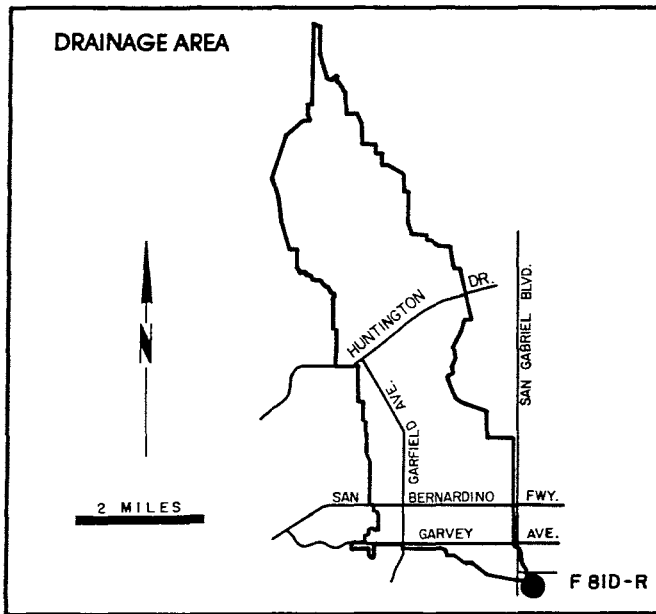 DRAINAGE AREA
HUNTINGTON DR.
SAN GABRIEL BLVD.
N
GARFIELD AVE.
2 MILES
SAN BERNARDINO FWY.
GARVEY AVE.
F 81D-R